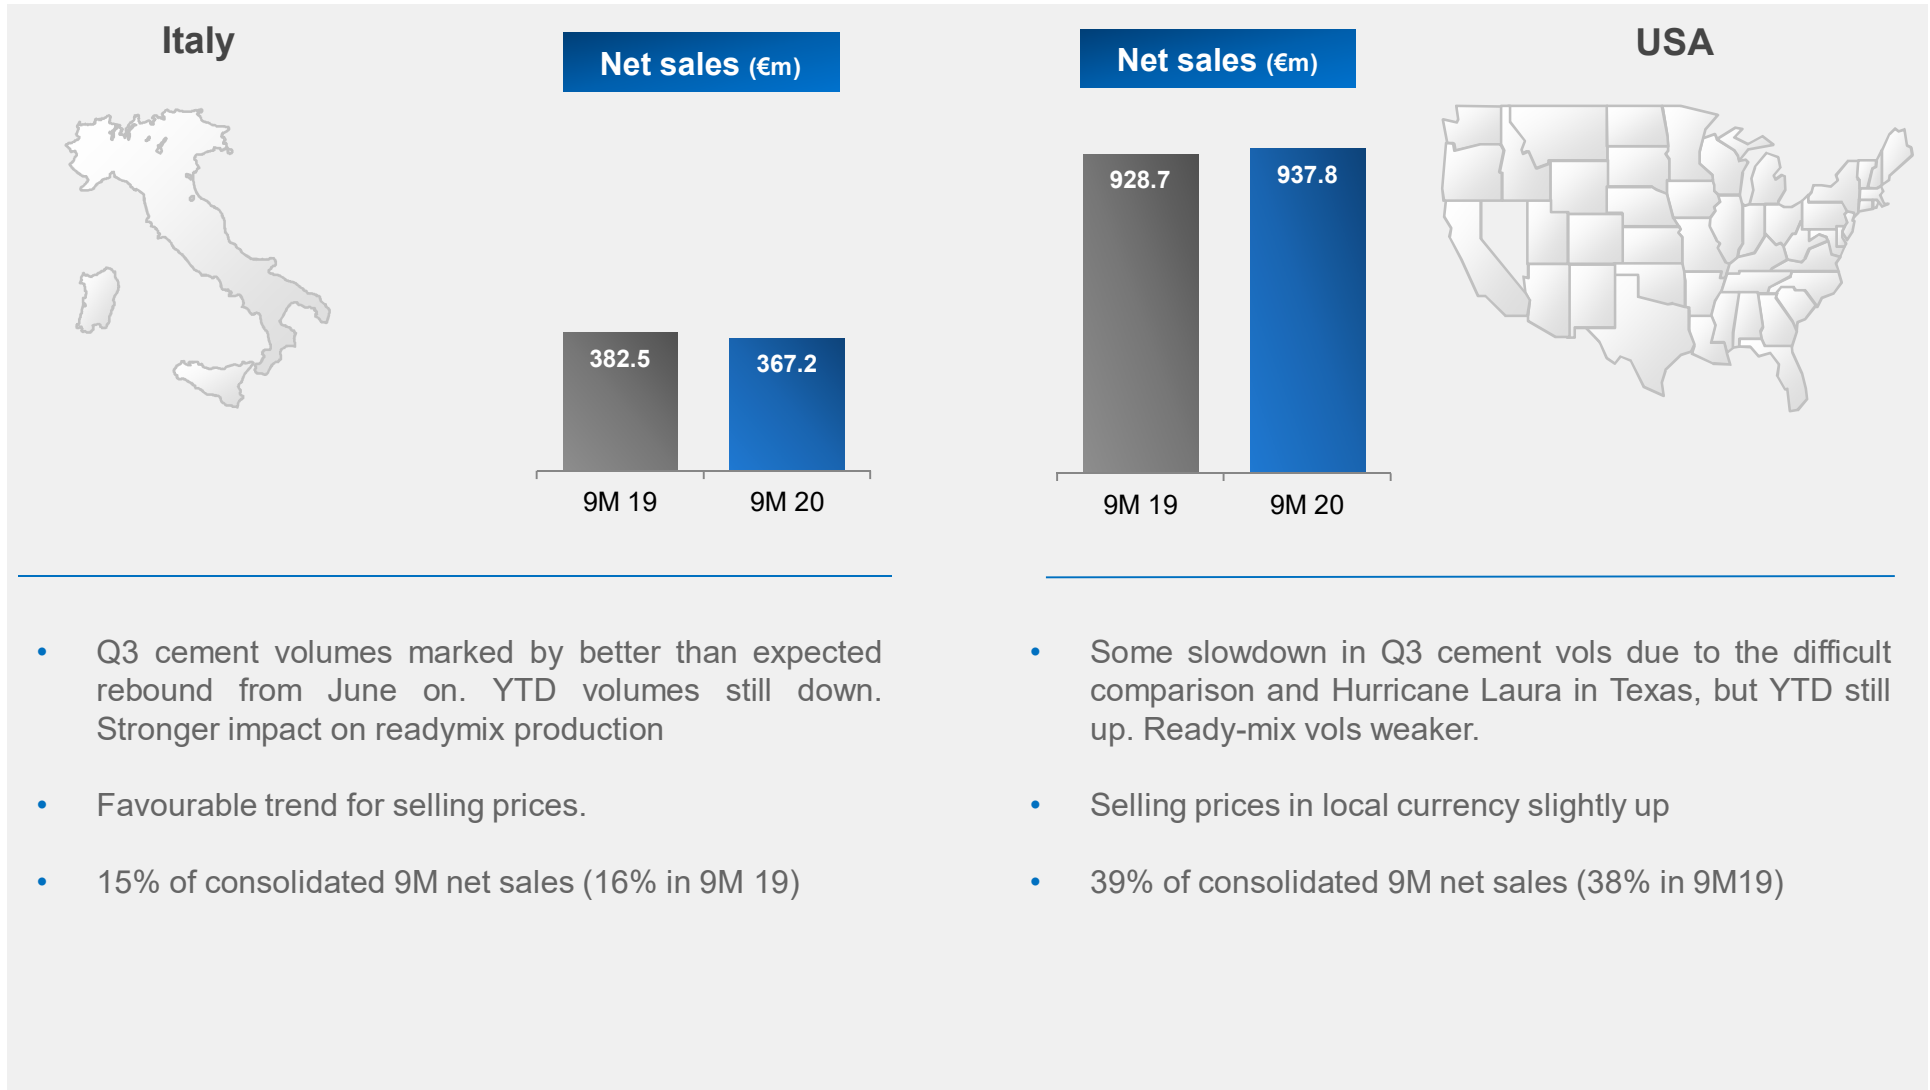 Italy
Net sales (€m)
382.5
367.2
9M 19
9M 20
Q3 cement volumes marked by better than expected
rebound from June on. YTD volumes still down.
Stronger impact on readymix production
Favourable trend for selling prices.
15% of consolidated 9M net sales (16% in 9M 19)
USA
Net sales (€m)
928.7
937.8
9M 19
9M 20
Some slowdown in Q3 cement vols due to the difficult
comparison and Hurricane Laura in Texas, but YTD still
up. Ready-mix vols weaker.
Selling prices in local currency slightly up
39% of consolidated 9M net sales (38% in 9M19)